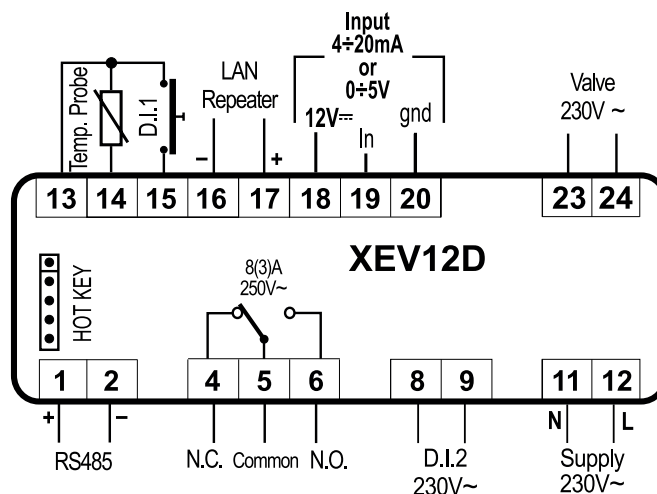 Input
4÷20mA
or
0÷5V
LAN
Repeater
Valve
230V ~
Temp. Probe
D.I.1
12V⎓
In
gnd
– +
13 14 15 16 17 18 19 20 23 24
XEV12D
HOT KEY
8(3)A
250V~
1 2 4 5 6 8 9 11 12
+ – N L
RS485 N.C. Common N.O. D.I.2 Supply
230V~ 230V~